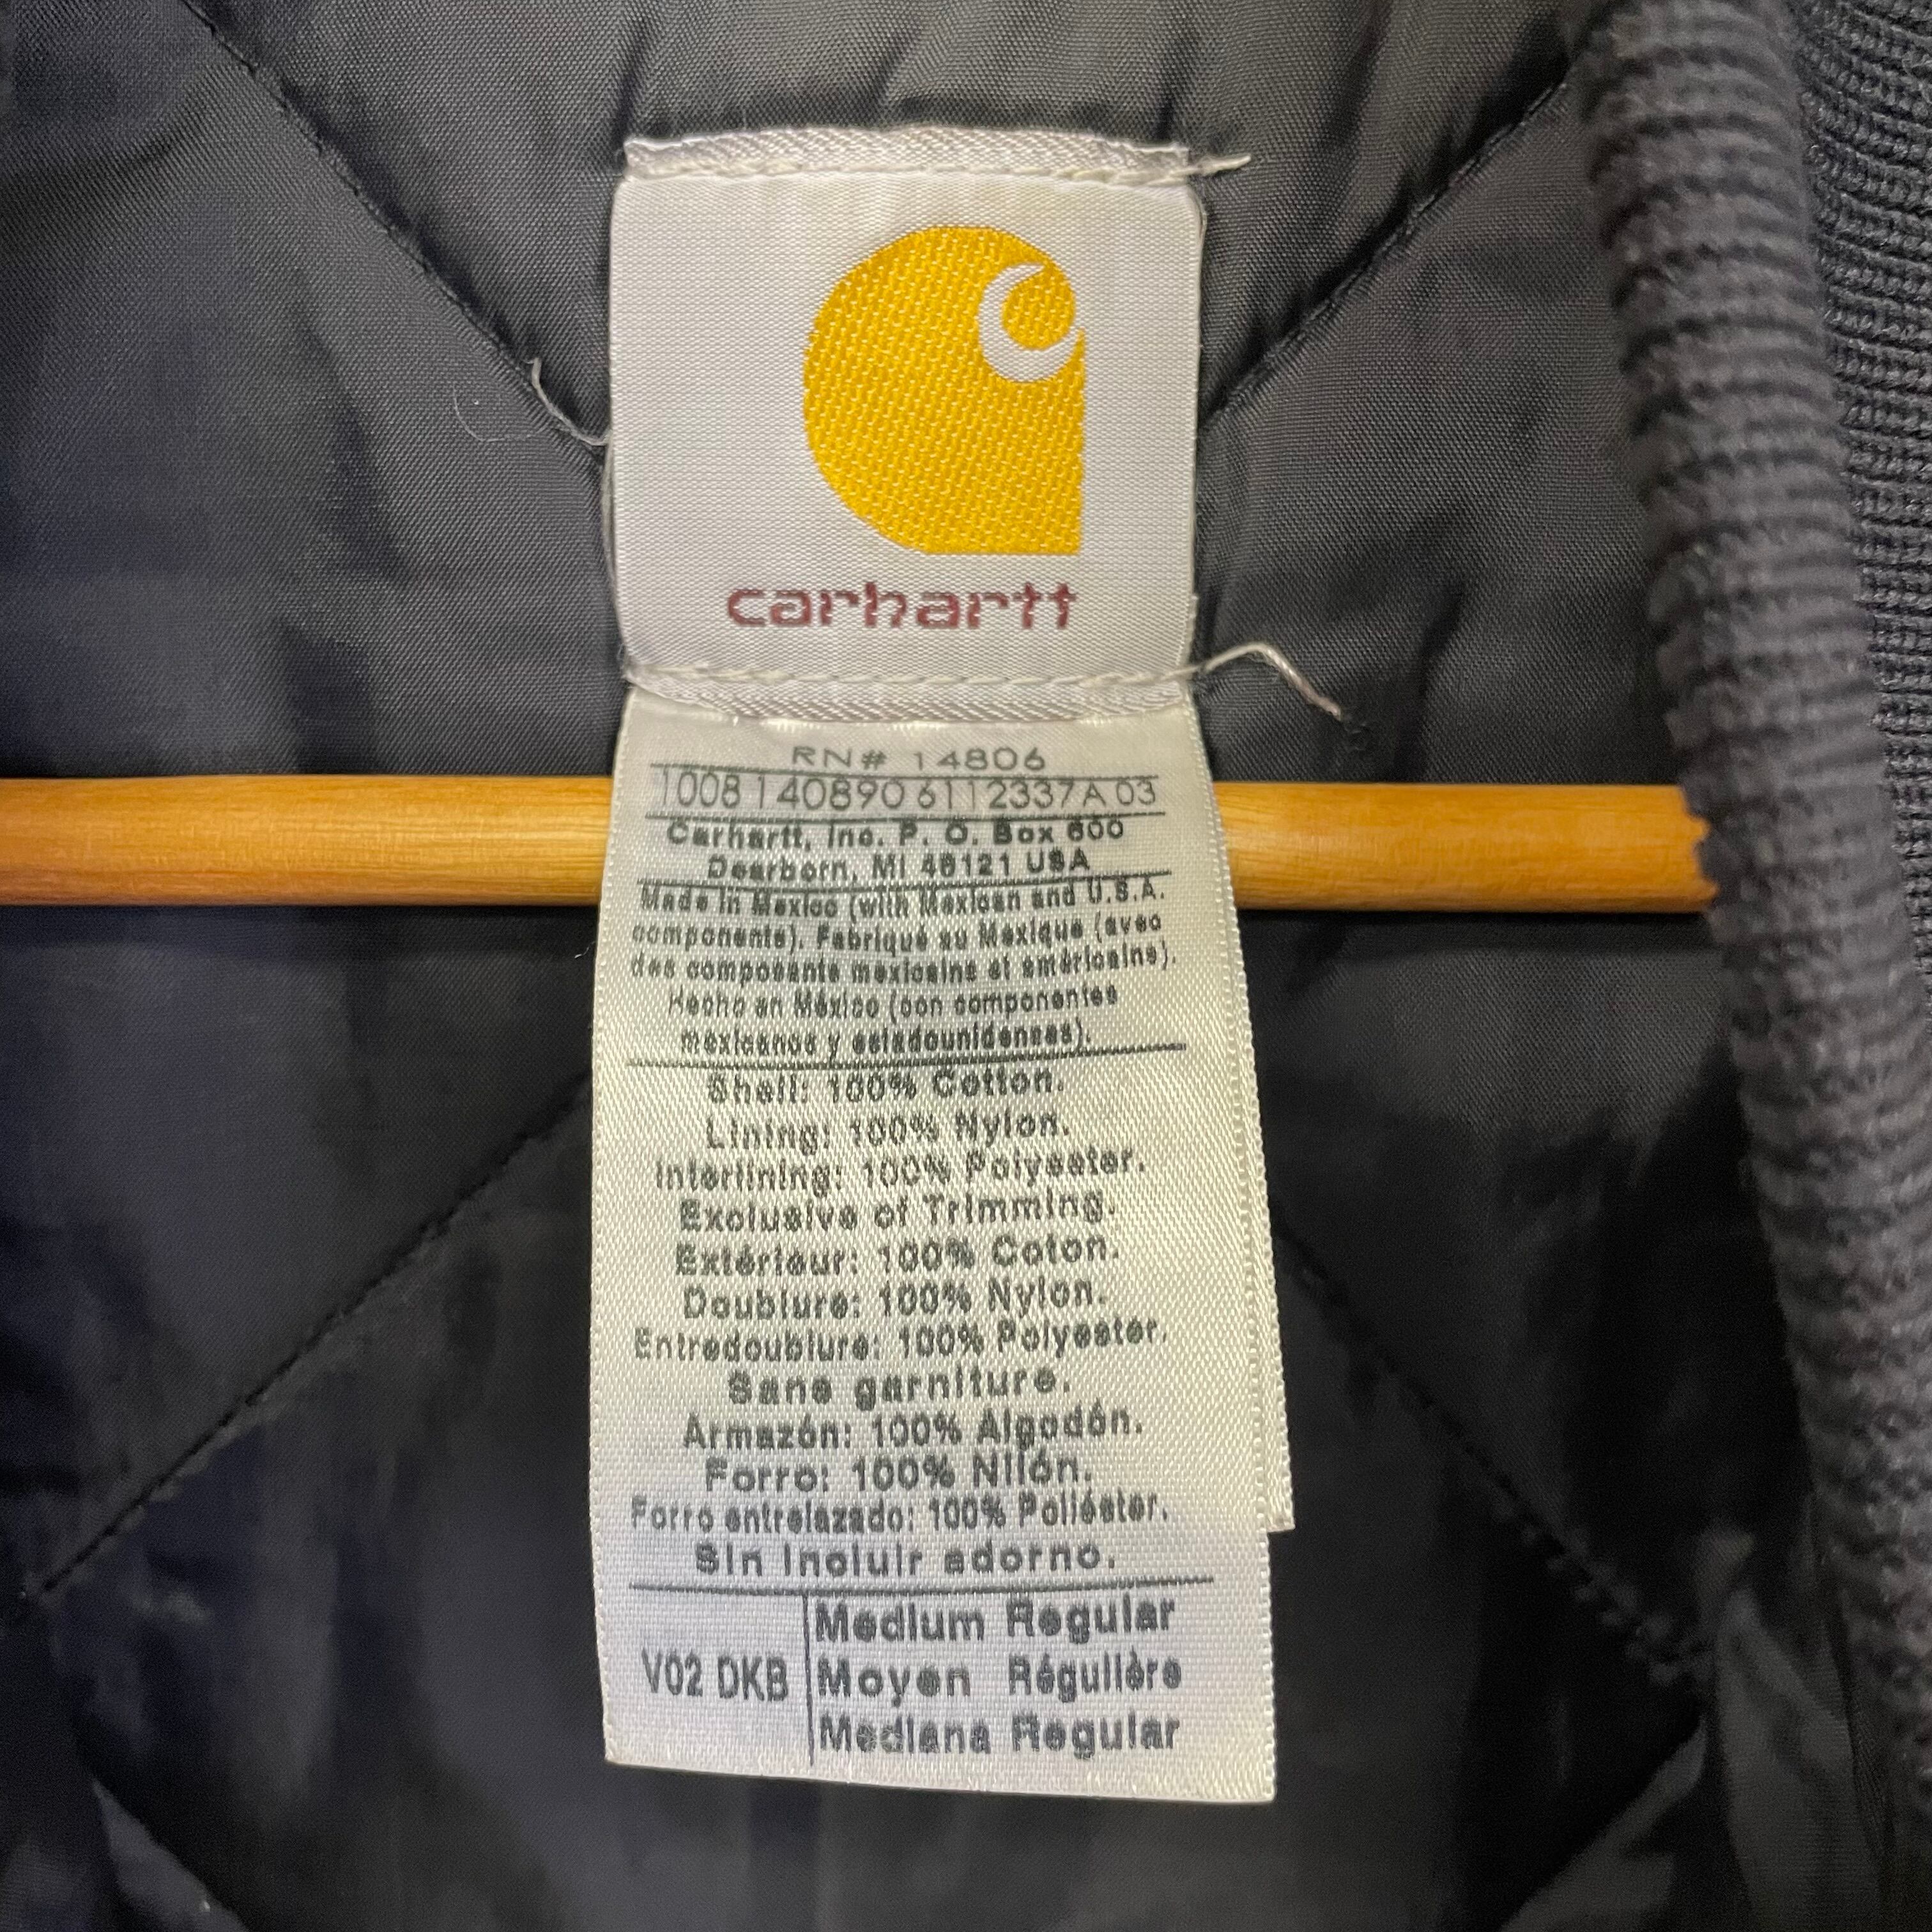 carhartt
RN# 14806
1008140890 6112337A 03
Carhartt, Inc. P. O. Box 600
Dearborn, MI 48121 USA
Made in Mexico (with Mexican and U.S.A.
components). Fabriqué au Mexique (avec
des composants mexicains et américains).
Hecho en México (con componentes
mexicanos y estadounidenses).
Shell: 100% Cotton.
Lining: 100% Nylon.
Interlining: 100% Polyester.
Exclusive of Trimming.
Extérieur: 100% Coton.
Doublure: 100% Nylon.
Entredoublure: 100% Polyester.
Sans garniture.
Armazón: 100% Algodón.
Forro: 100% Nilón.
Forro entrelazado: 100% Poliéster.
Sin incluir adorno.
V02 DKB
Medium Regular
Moyen Régulière
Mediana Regular